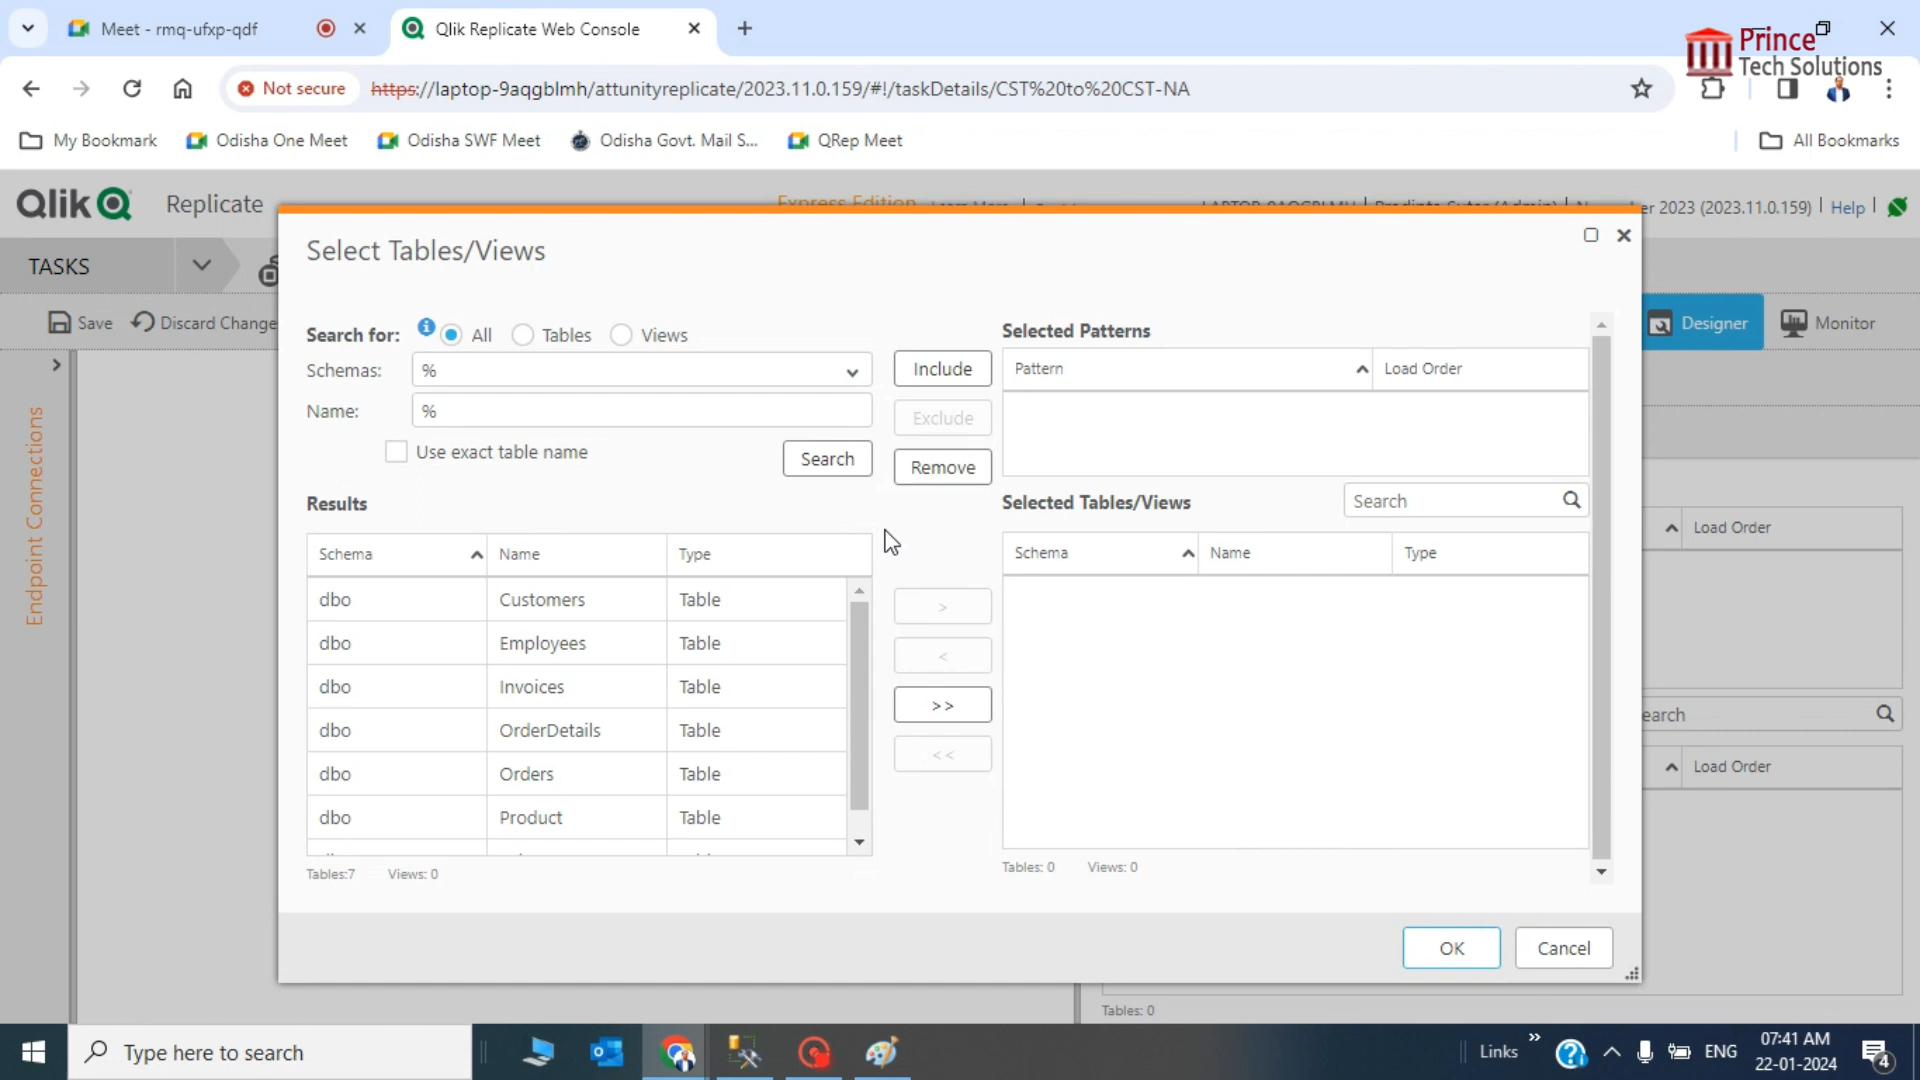 Meet - rmq-ufxp-qdf
Qlik Replicate Web Console
Prince
Tech Solutions
Not secure
https://laptop-9aqgblmh/attunityreplicate/2023.11.0.159/#!/taskDetails/CST%20to%20CST-NA
My Bookmark
Odisha One Meet
Odisha SWF Meet
Odisha Govt. Mail S...
QRep Meet
All Bookmarks
Qlik
Replicate
Express Edition
er 2023 (2023.11.0.159)
Help
TASKS
Save
Discard Change
Designer
Monitor
Endpoint Connections
Select Tables/Views
Search for:
All
Tables
Views
Schemas:
%
Name:
%
Use exact table name
Search
Include
Exclude
Remove
Selected Patterns
Pattern
Load Order
Results
Schema
Name
Type
dbo
Customers
Table
dbo
Employees
Table
dbo
Invoices
Table
dbo
OrderDetails
Table
dbo
Orders
Table
dbo
Product
Table
Tables:7
Views: 0
>
<
>>
<<
Selected Tables/Views
Search
Schema
Name
Type
Tables: 0
Views: 0
OK
Cancel
Load Order
earch
Load Order
Tables: 0
Type here to search
Links
ENG
07:41 AM
22-01-2024
4